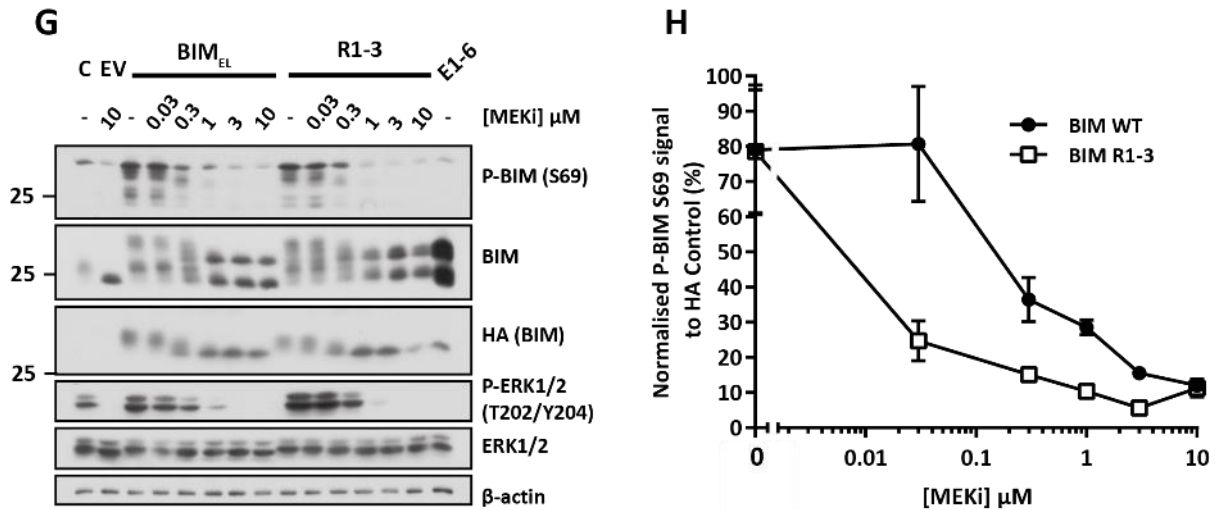 G
BIM_EL R1-3
C EV E1-6
- 10 - 0.03 0.3 1 3 10 - 0.03 0.3 1 3 10 - [MEKi] μM
25 P-BIM (S69)
25 BIM
HA (BIM)
25
P-ERK1/2
(T202/Y204)
ERK1/2
β-actin
H
Normalised P-BIM S69 signal
to HA Control (%)
100
90
80
70
60
50
40
30
20
10
0
BIM WT
BIM R1-3
0 0.01 0.1 1 10
[MEKi] μM